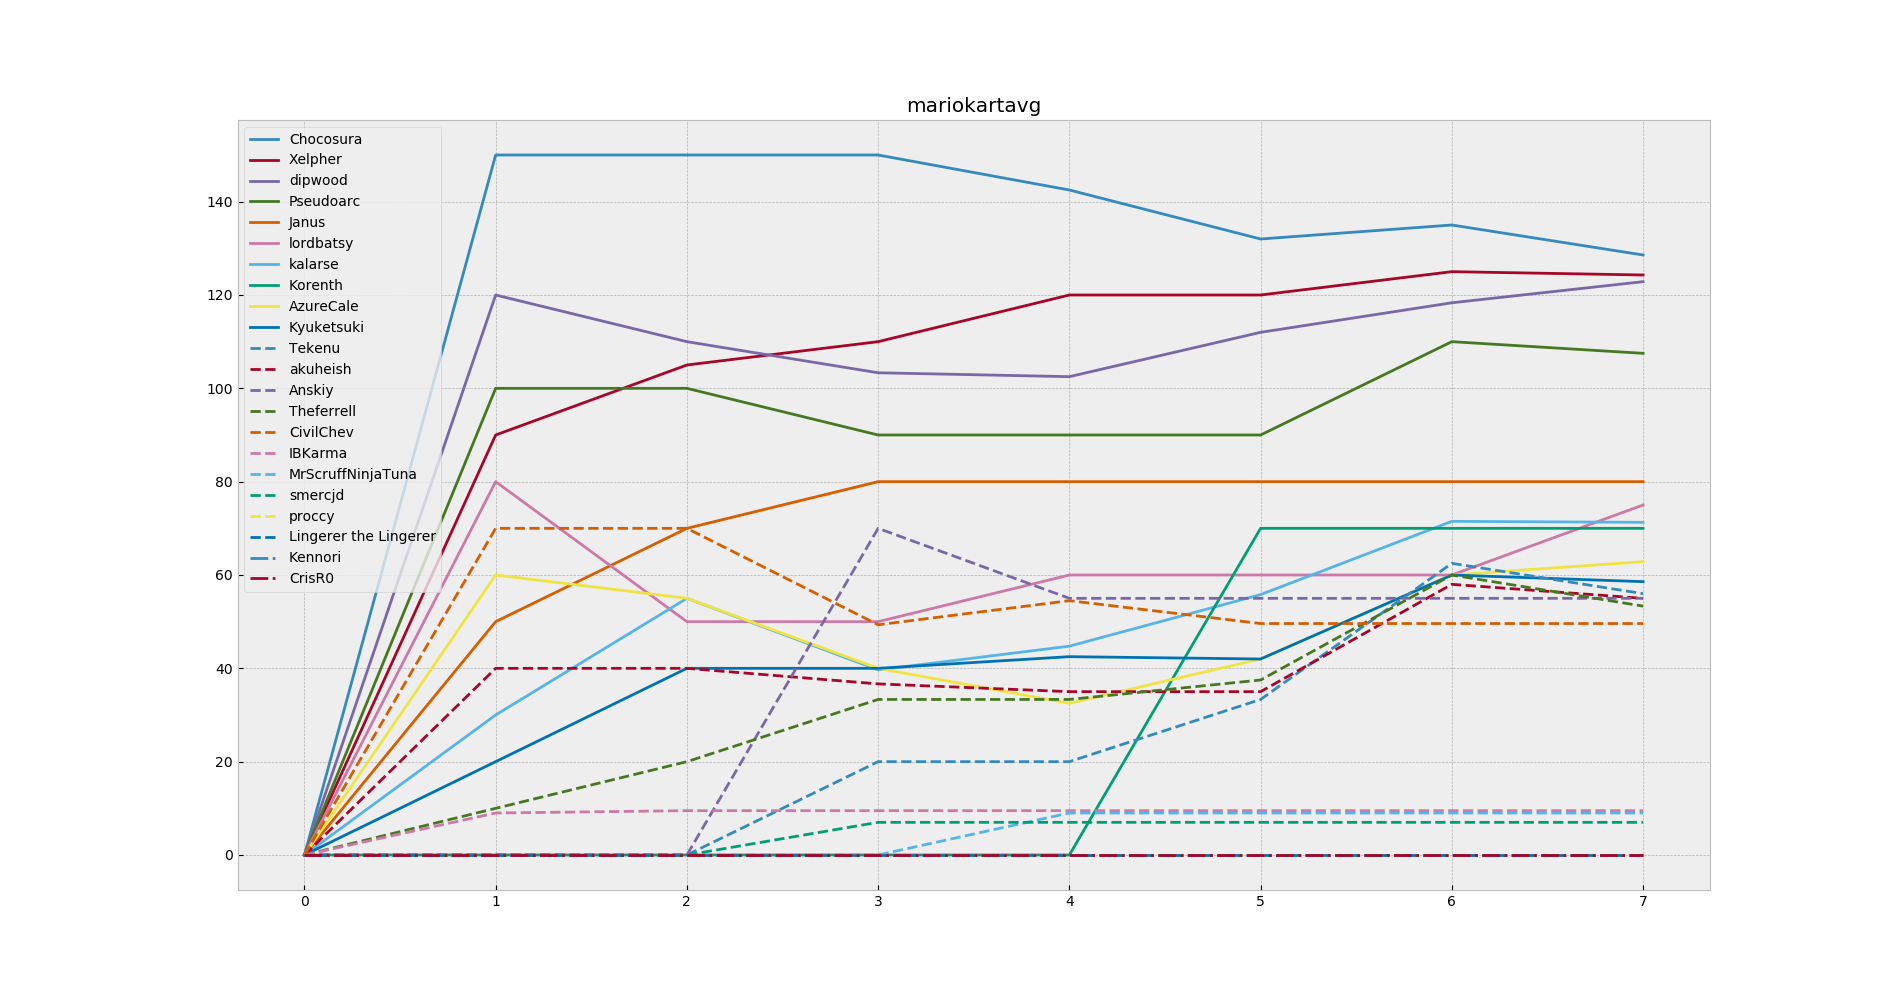 mariokartavg
Chocosura
Xelpher
dipwood
Pseudoarc
Janus
lordbatsy
kalarse
Korenth
AzureCale
Kyuketsuki
Tekenu
akuheish
Anskiy
Theferrell
CivilChev
IBKarma
MrScruffNinjaTuna
smercjd
proccy
Lingerer the Lingerer
Kennori
CrisR0
140
120
100
80
60
40
20
0
0 1 2 3 4 5 6 7